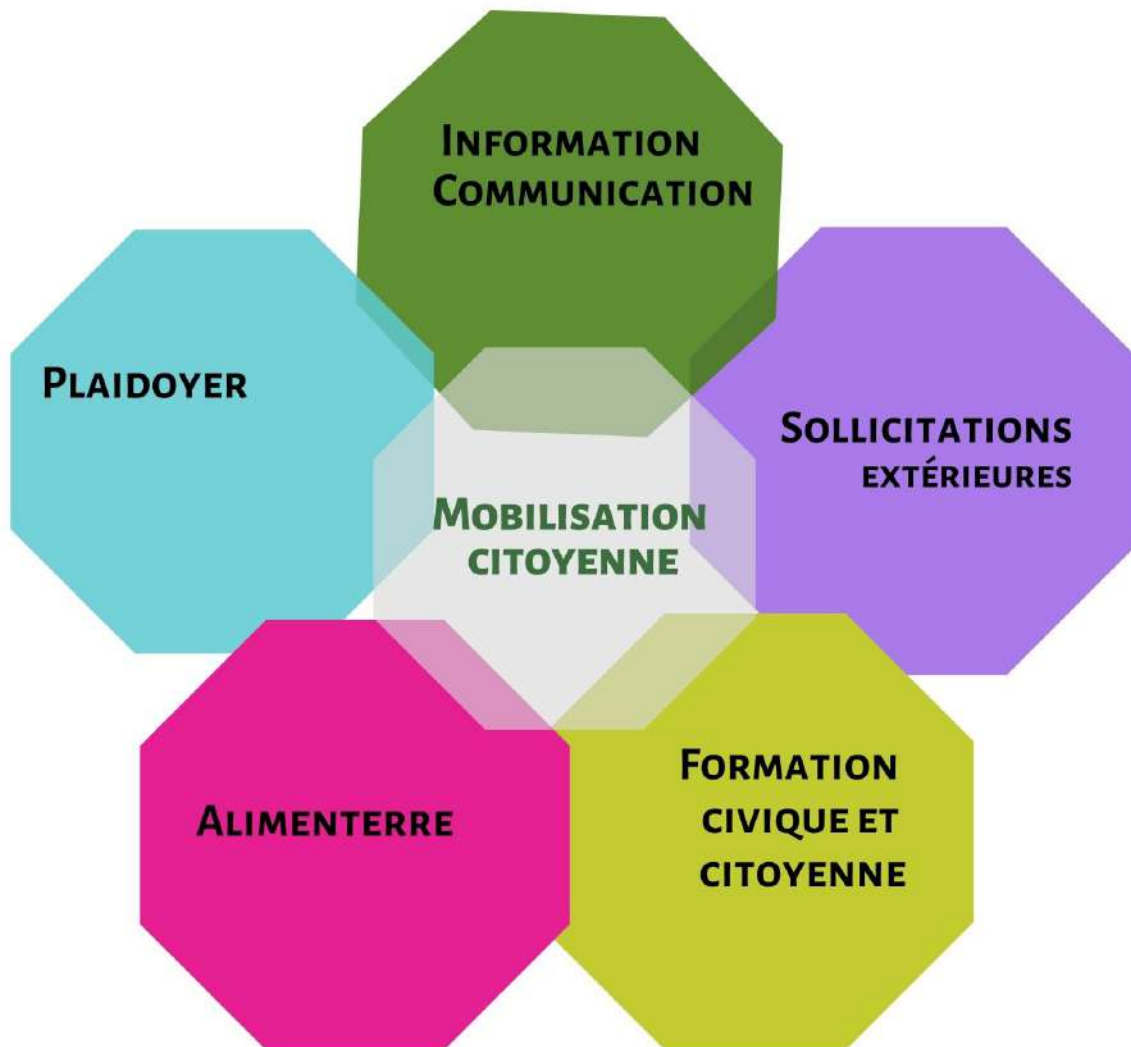 Information
Communication
Plaidoyer
Sollicitations
extérieures
Mobilisation
citoyenne
Alimenterre
Formation
civique et
citoyenne